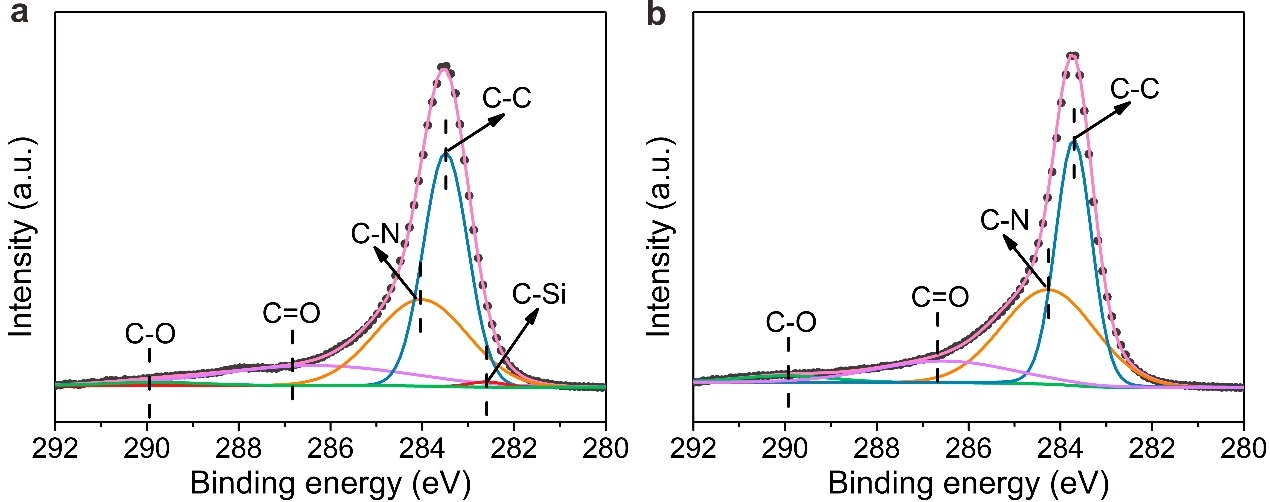 a
Intensity (a.u.)
C-C
C-N
C-Si
C=O
C-O
292 290 288 286 284 282 280
Binding energy (eV)
b
Intensity (a.u.)
C-C
C-N
C=O
C-O
292 290 288 286 284 282 280
Binding energy (eV)